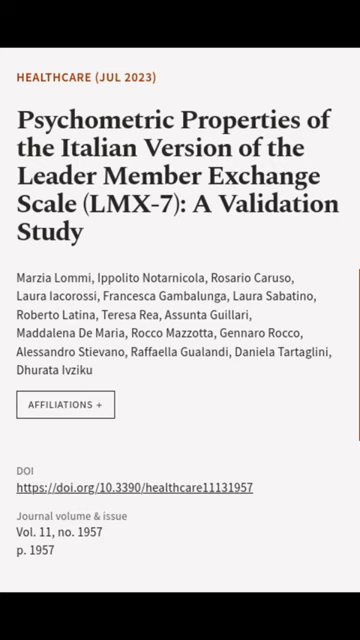 HEALTHCARE (JUL 2023)
Psychometric Properties of
the Italian Version of the
Leader Member Exchange
Scale (LMX-7): A Validation
Study
Marzia Lommi, Ippolito Notarnicola, Rosario Caruso,
Laura Iacorossi, Francesca Gambalunga, Laura Sabatino,
Roberto Latina, Teresa Rea, Assunta Guillari,
Maddalena De Maria, Rocco Mazzotta, Gennaro Rocco,
Alessandro Stievano, Raffaella Gualandi, Daniela Tartaglini,
Dhurata Ivziku
AFFILIATIONS +
DOI
https://doi.org/10.3390/healthcare11131957
Journal volume & issue
Vol. 11, no. 1957
p. 1957